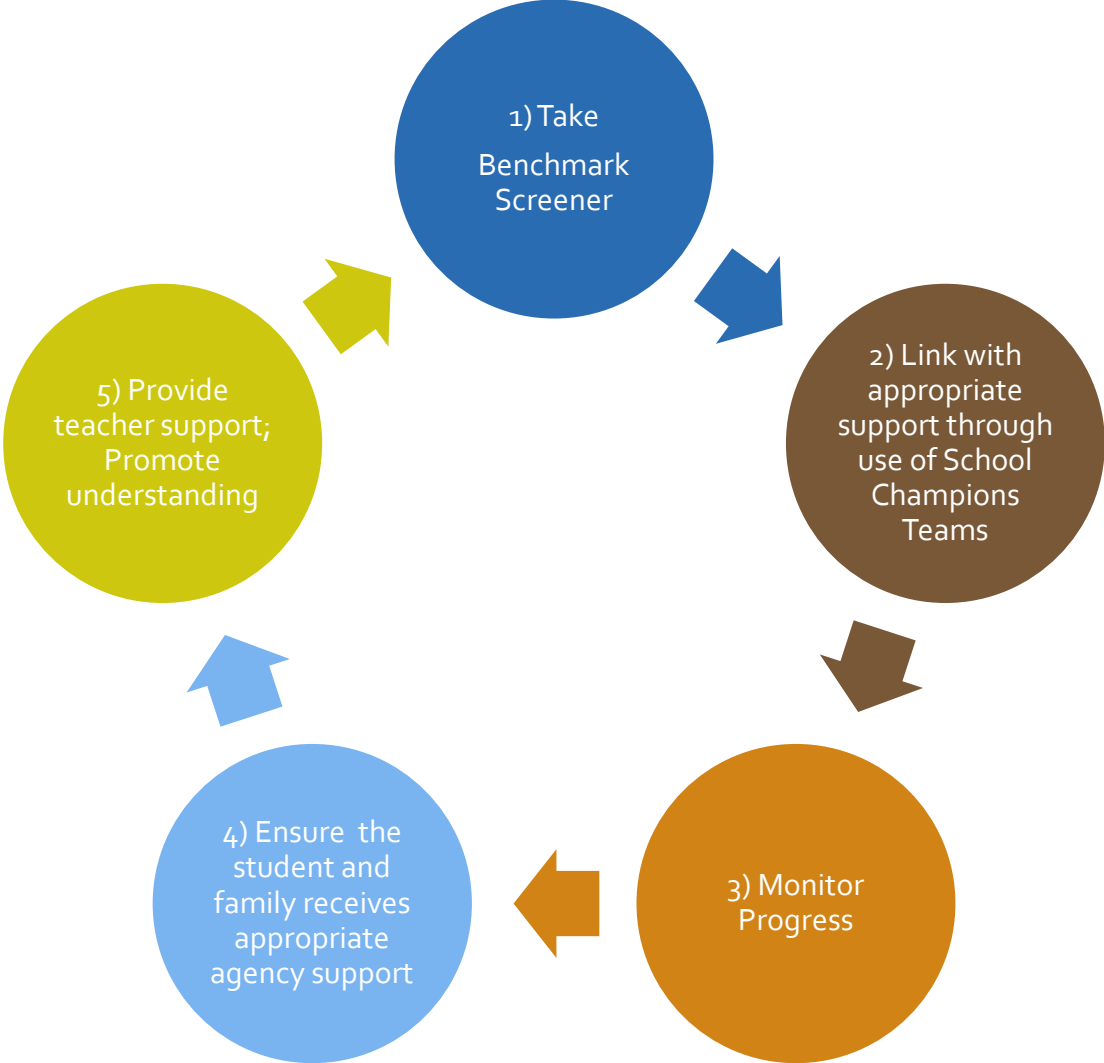 1) Take
Benchmark
Screener
2) Link with
appropriate
support through
use of School
Champions
Teams
3) Monitor
Progress
4) Ensure the
student and
family receives
appropriate
agency support
5) Provide
teacher support;
Promote
understanding